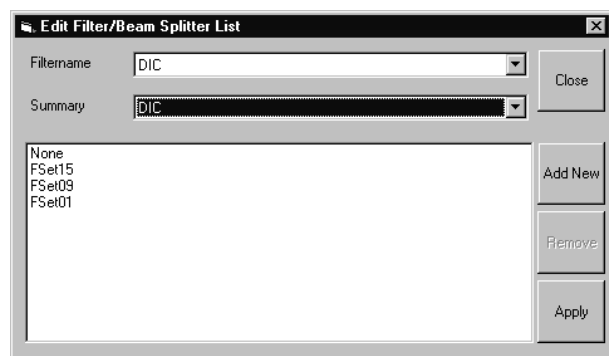 Edit Filter/Beam Splitter List
Filtername DIC
Close
Summary DIC
None
FSet15
FSet09
FSet01
Add New
Remove
Apply